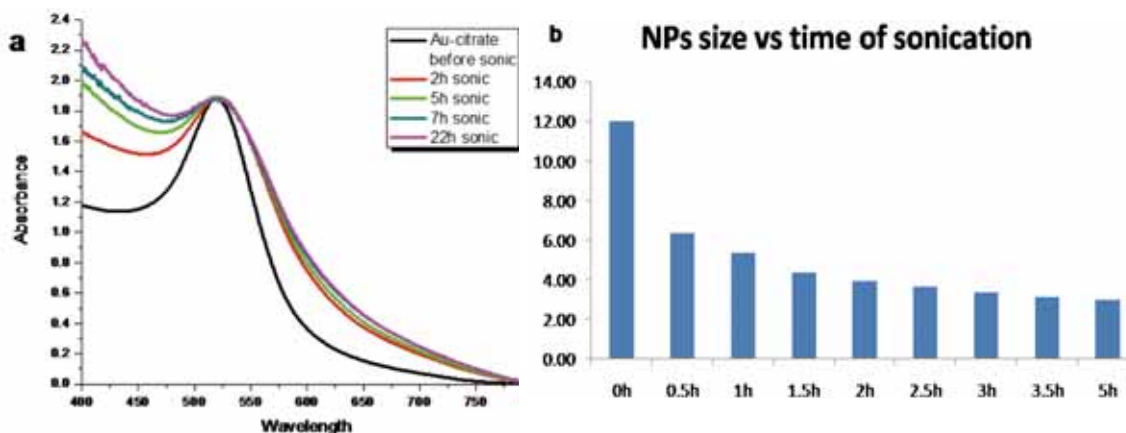 a
Absorbance
2.4
2.2
2.0
1.8
1.6
1.4
1.2
1.0
0.8
0.6
0.4
0.2
0.0
400 450 500 550 600 650 700 750
Wavelength
Au-citrate
before sonic
2h sonic
5h sonic
7h sonic
22h sonic
b
NPs size vs time of sonication
14.00
12.00
10.00
8.00
6.00
4.00
2.00
0.00
0h 0.5h 1h 1.5h 2h 2.5h 3h 3.5h 5h